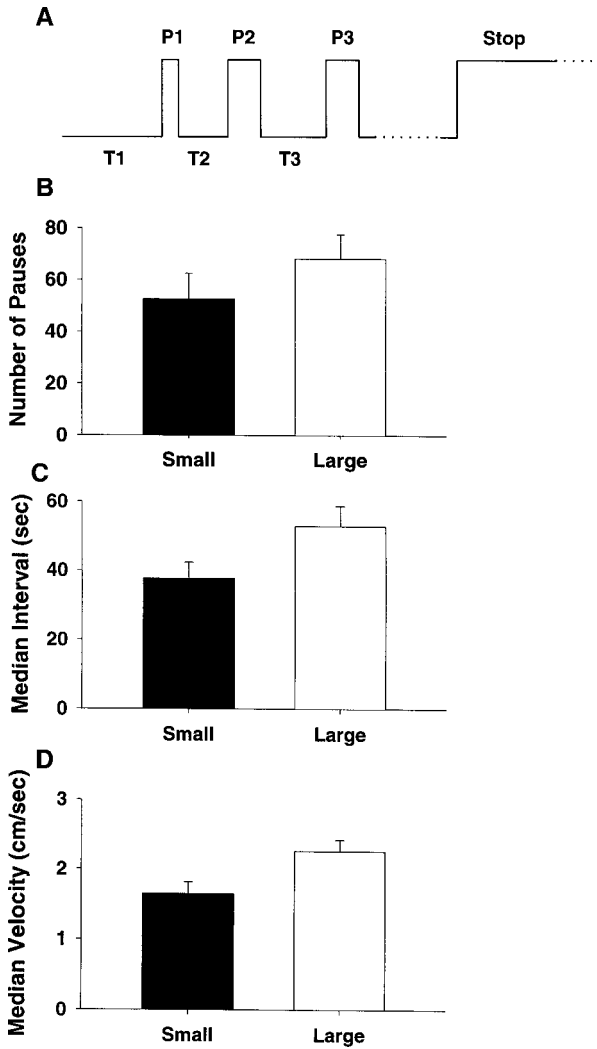 A
P1 P2 P3 Stop
T1 T2 T3
B
Number of Pauses
80
60
40
20
0
Small Large
C
Median Interval (sec)
60
40
20
0
Small Large
D
Median Velocity (cm/sec)
3
2
1
0
Small Large